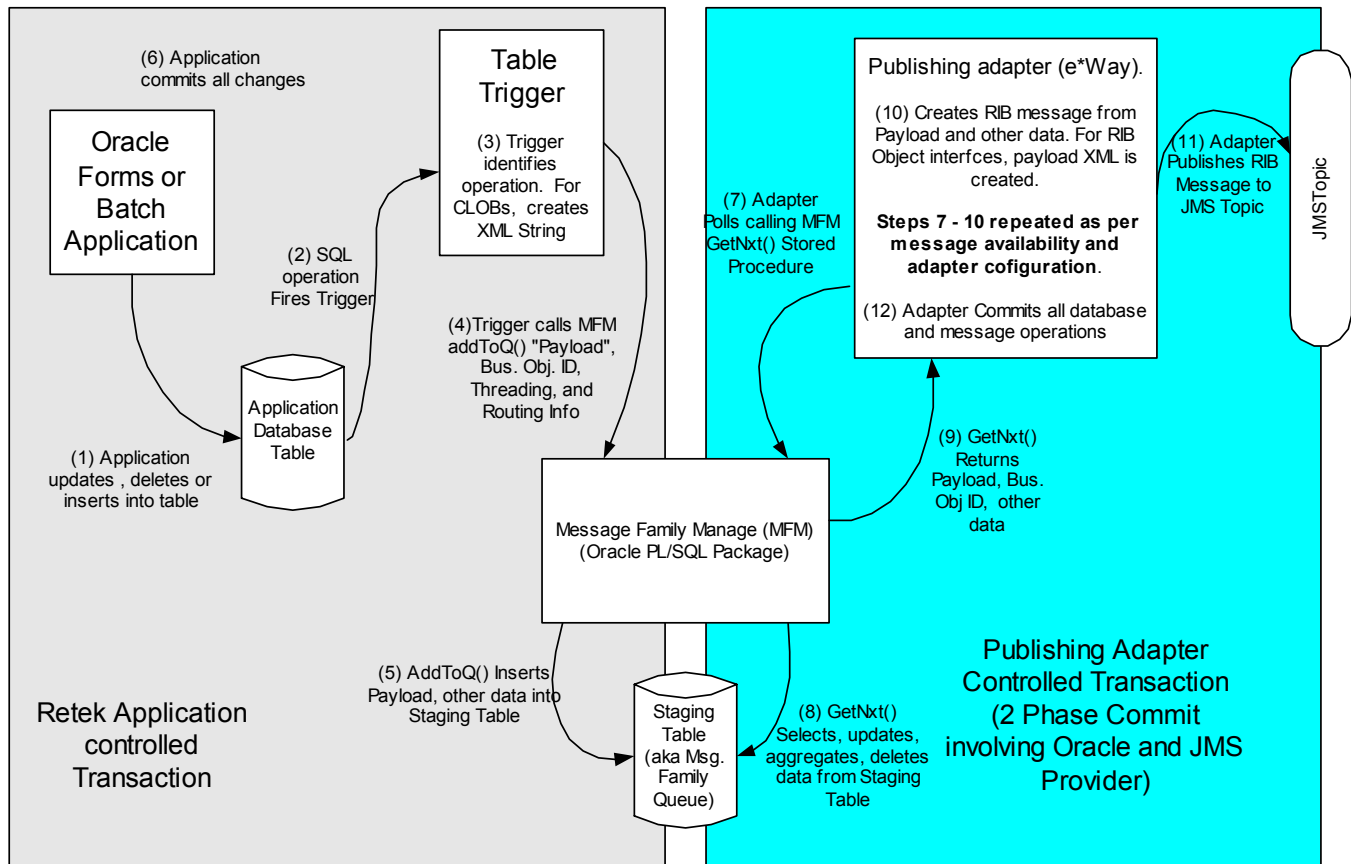 (6) Application
commits all changes
Oracle
Forms or
Batch
Application
Table
Trigger
(3) Trigger
identifies
operation. For
CLOBs, creates
XML String
(2) SQL
operation
Fires Trigger
(4)Trigger calls MFM
addToQ() "Payload",
Bus. Obj. ID,
Threading, and
Routing Info
Application
Database
Table
(1) Application
updates , deletes or
inserts into table
Message Family Manage (MFM)
(Oracle PL/SQL Package)
(5) AddToQ() Inserts
Payload, other data into
Staging Table
Retek Application
controlled
Transaction
Staging
Table
(aka Msg.
Family
Queue)
Publishing adapter (e*Way).
(10) Creates RIB message from
Payload and other data. For RIB
Object interfces, payload XML is
created.
Steps 7 - 10 repeated as per
message availability and
adapter cofiguration.
(12) Adapter Commits all database
and message operations
(7) Adapter
Polls calling MFM
GetNxt() Stored
Procedure
(11) Adapter
Publishes RIB
Message to
JMS Topic
JMSTopic
(9) GetNxt()
Returns
Payload, Bus.
Obj ID, other
data
(8) GetNxt()
Selects, updates,
aggregates, deletes
data from Staging
Table
Publishing Adapter
Controlled Transaction
(2 Phase Commit
involving Oracle and JMS
Provider)